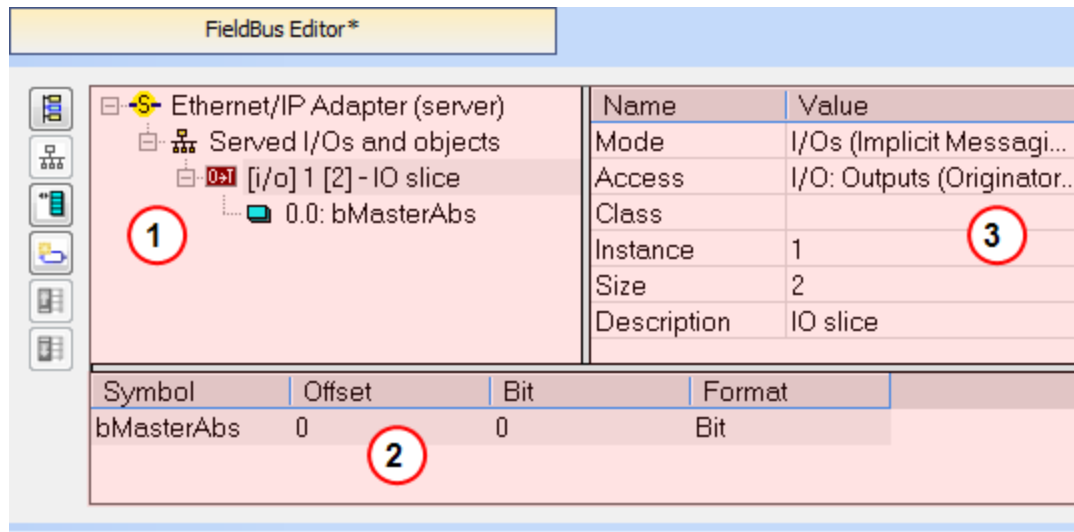 FieldBus Editor*
Ethernet/IP Adapter (server)
Served I/Os and objects
[i/o] 1 [2] - IO slice
0.0: bMasterAbs
1
Name Value
Mode I/Os (Implicit Messagi...
Access I/O: Outputs (Originator...
Class
Instance 1
Size 2
Description IO slice
3
Symbol Offset Bit Format
bMasterAbs 0 0 Bit
2